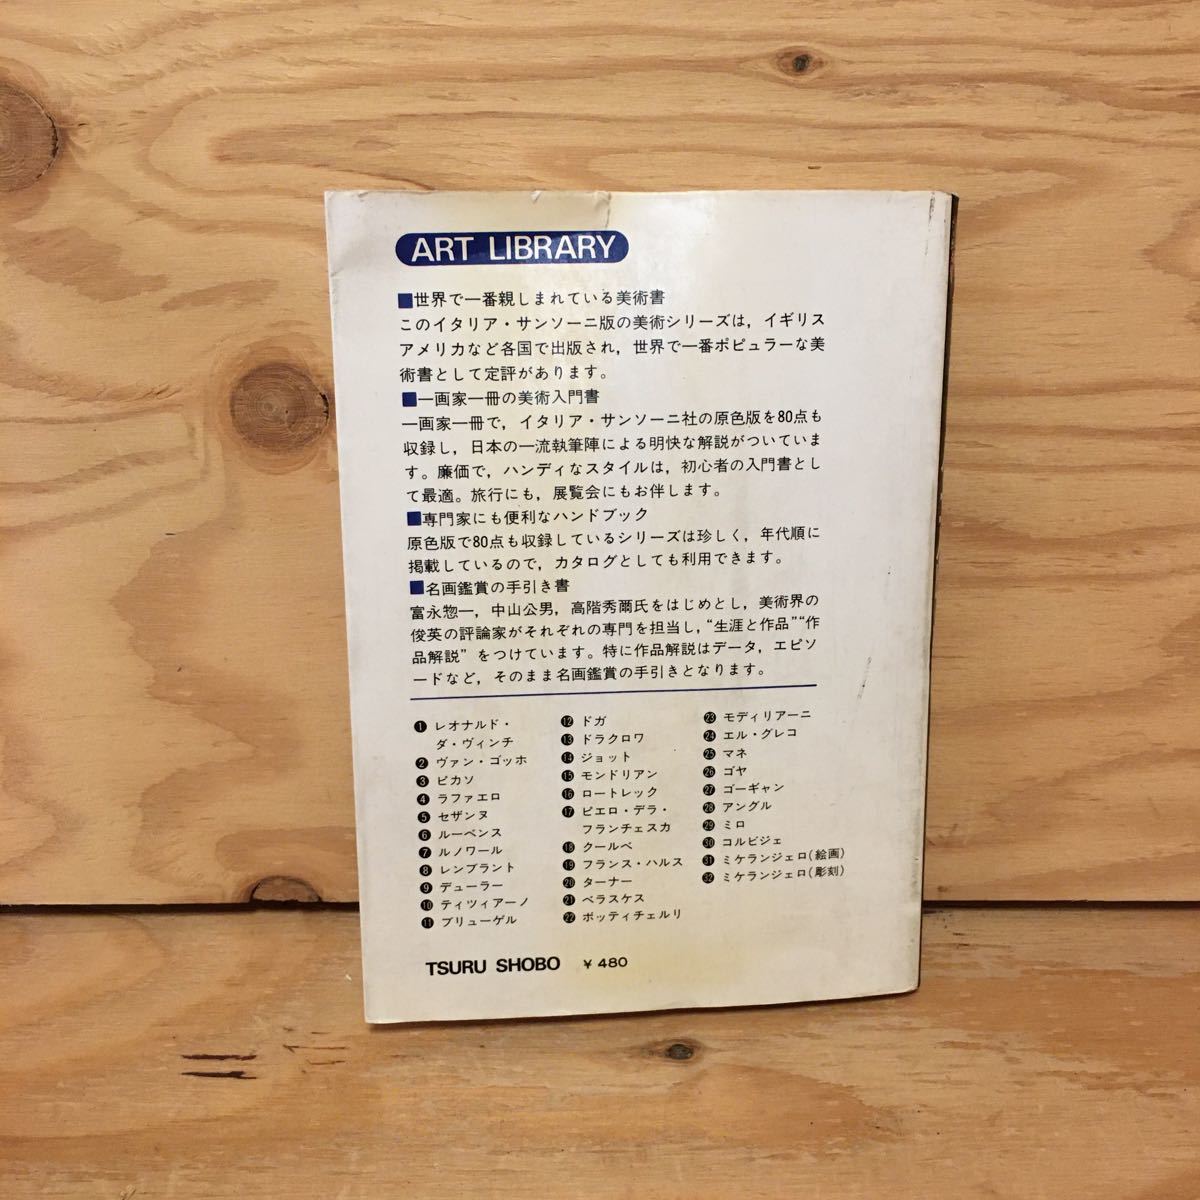 ART LIBRARY
■世界で一番親しまれている美術書
このイタリア・サンソーニ版の美術シリーズは，イギリス
アメリカなど各国で出版され，世界で一番ポピュラーな美
術書として定評があります。
■一画家一冊の美術入門書
一画家一冊で，イタリア・サンソーニ社の原色版を80点も
収録し，日本の一流執筆陣による明快な解説がついていま
す。廉価で，ハンディなスタイルは，初心者の入門書とし
て最適。旅行にも，展覧会にもお伴します。
■専門家にも便利なハンドブック
原色版で80点も収録しているシリーズは珍しく，年代順に
掲載しているので，カタログとしても利用できます。
■名画鑑賞の手引き書
富永惣一，中山公男，高階秀爾氏をはじめとし，美術界の
俊英の評論家がそれぞれの専門を担当し，“生涯と作品”“作
品解説”をつけています。特に作品解説はデータ，エピソ
ードなど，そのまま名画鑑賞の手引きとなります。
❶ レオナルド・
ダ・ヴィンチ
❷ ヴァン・ゴッホ
❸ ピカソ
❹ ラファエロ
❺ セザンヌ
❻ ルーベンス
❼ ルノワール
❽ レンブラント
❾ デューラー
❿ ティツィアーノ
⓫ ブリューゲル
⓬ ドガ
⓭ ドラクロワ
⓮ ジョット
⓯ モンドリアン
⓰ ロートレック
⓱ ピエロ・デラ・
フランチェスカ
⓲ クールベ
⓳ フランス・ハルス
⓴ ターナー
㉑ ベラスケス
㉒ ボッティチェルリ
㉓ モディリアーニ
㉔ エル・グレコ
㉕ マネ
㉖ ゴヤ
㉗ ゴーギャン
㉘ アングル
㉙ ミロ
㉚ コルビジェ
㉛ ミケランジェロ(絵画)
㉜ ミケランジェロ(彫刻)
TSURU SHOBO ¥480